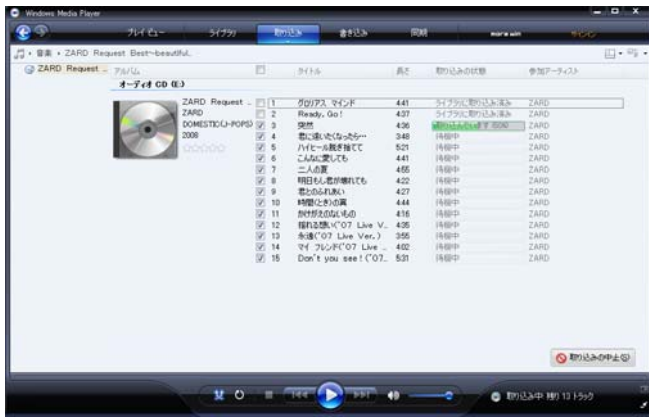 Windows Media Player
プレイ ビュー ライブラリ 取り込み 書き込み 同期
音楽 ZARD Request Best~beautiful.
ZARD Request ..
アルバム タイトル 長さ 取り込みの状態 参加アーティスト
オーディオ CD (E:)
ZARD Request ..
ZARD
DOMESTIC(J-POPS)
2008
1 グロリアス マインド 4:41 ライブラリに取り込み済み ZARD
2 Ready, Go! 4:37 ライブラリに取り込み済み ZARD
3 突然 4:36 取り込んでいます ZARD
4 君に逢いたくなったら… 3:48 待機中 ZARD
5 ハイヒール脱ぎ捨てて 5:21 待機中 ZARD
6 こんなに愛しても 4:41 待機中 ZARD
7 二人の夏 4:55 待機中 ZARD
8 明日もし君が壊れても 4:22 待機中 ZARD
9 君とのふれあい 4:27 待機中 ZARD
10 時間(とき)の翼 4:44 待機中 ZARD
11 かけがえのないもの 4:16 待機中 ZARD
12 揺れる想い('07 Live V.. 4:35 待機中 ZARD
13 永遠('07 Live Ver.) 3:55 待機中 ZARD
14 マイ フレンド('07 Live .. 4:02 待機中 ZARD
15 Don't you see!('07.. 5:31 待機中 ZARD
取り込みの中止(S)
取り込み中: 残り 13 トラック